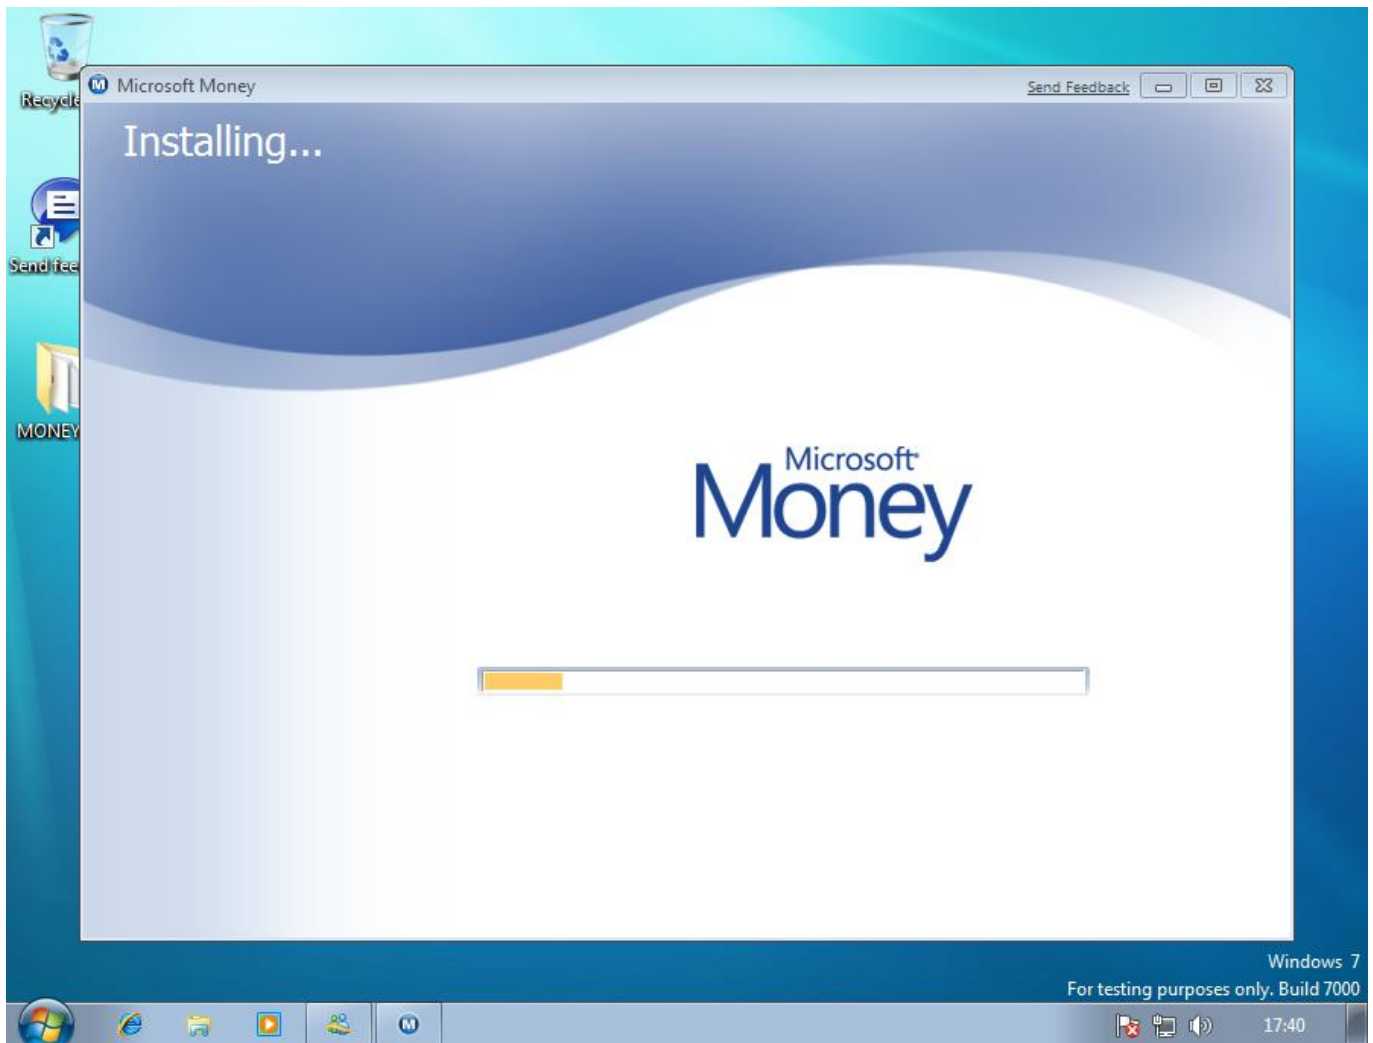 Microsoft Money
Send Feedback
Installing...
Recycle
Send fee
MONEY
Microsoft
Money
Windows 7
For testing purposes only. Build 7000
17:40